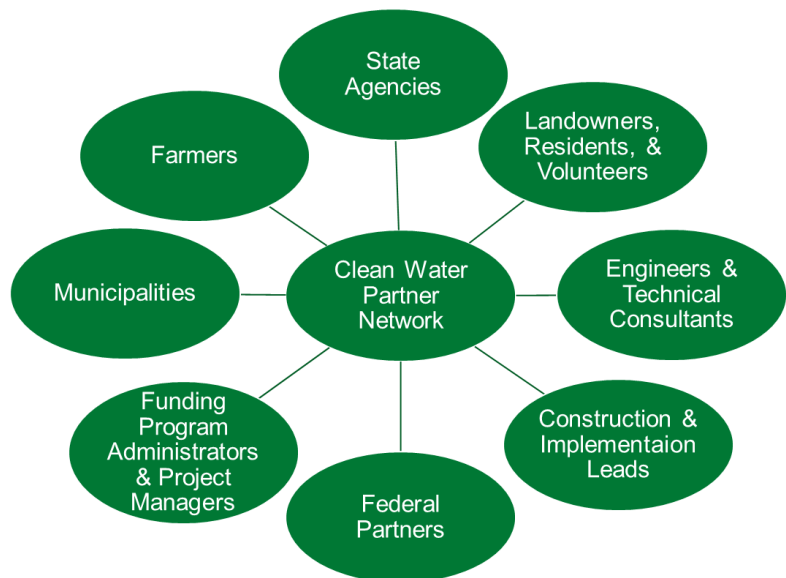 State
Agencies
Landowners,
Residents, &
Volunteers
Farmers
Clean Water
Partner
Network
Municipalities
Engineers &
Technical
Consultants
Funding
Program
Administrators
& Project
Managers
Construction &
Implementaion
Leads
Federal
Partners